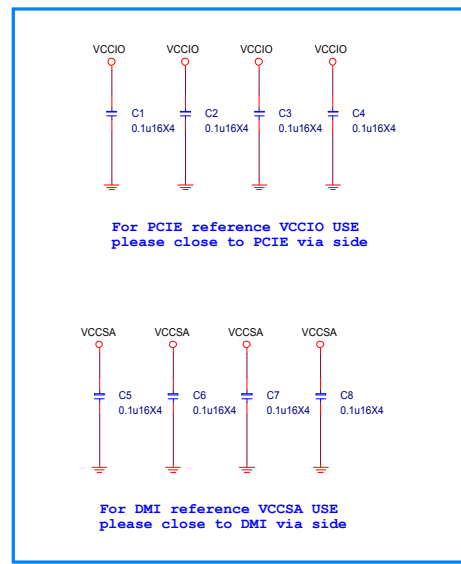 VCCIO VCCIO VCCIO VCCIO
C1 C2 C3 C4
0.1u16X4 0.1u16X4 0.1u16X4 0.1u16X4
For PCIE reference VCCIO USE
please close to PCIE via side
VCCSA VCCSA VCCSA VCCSA
C5 C6 C7 C8
0.1u16X4 0.1u16X4 0.1u16X4 0.1u16X4
For DMI reference VCCSA USE
please close to DMI via side